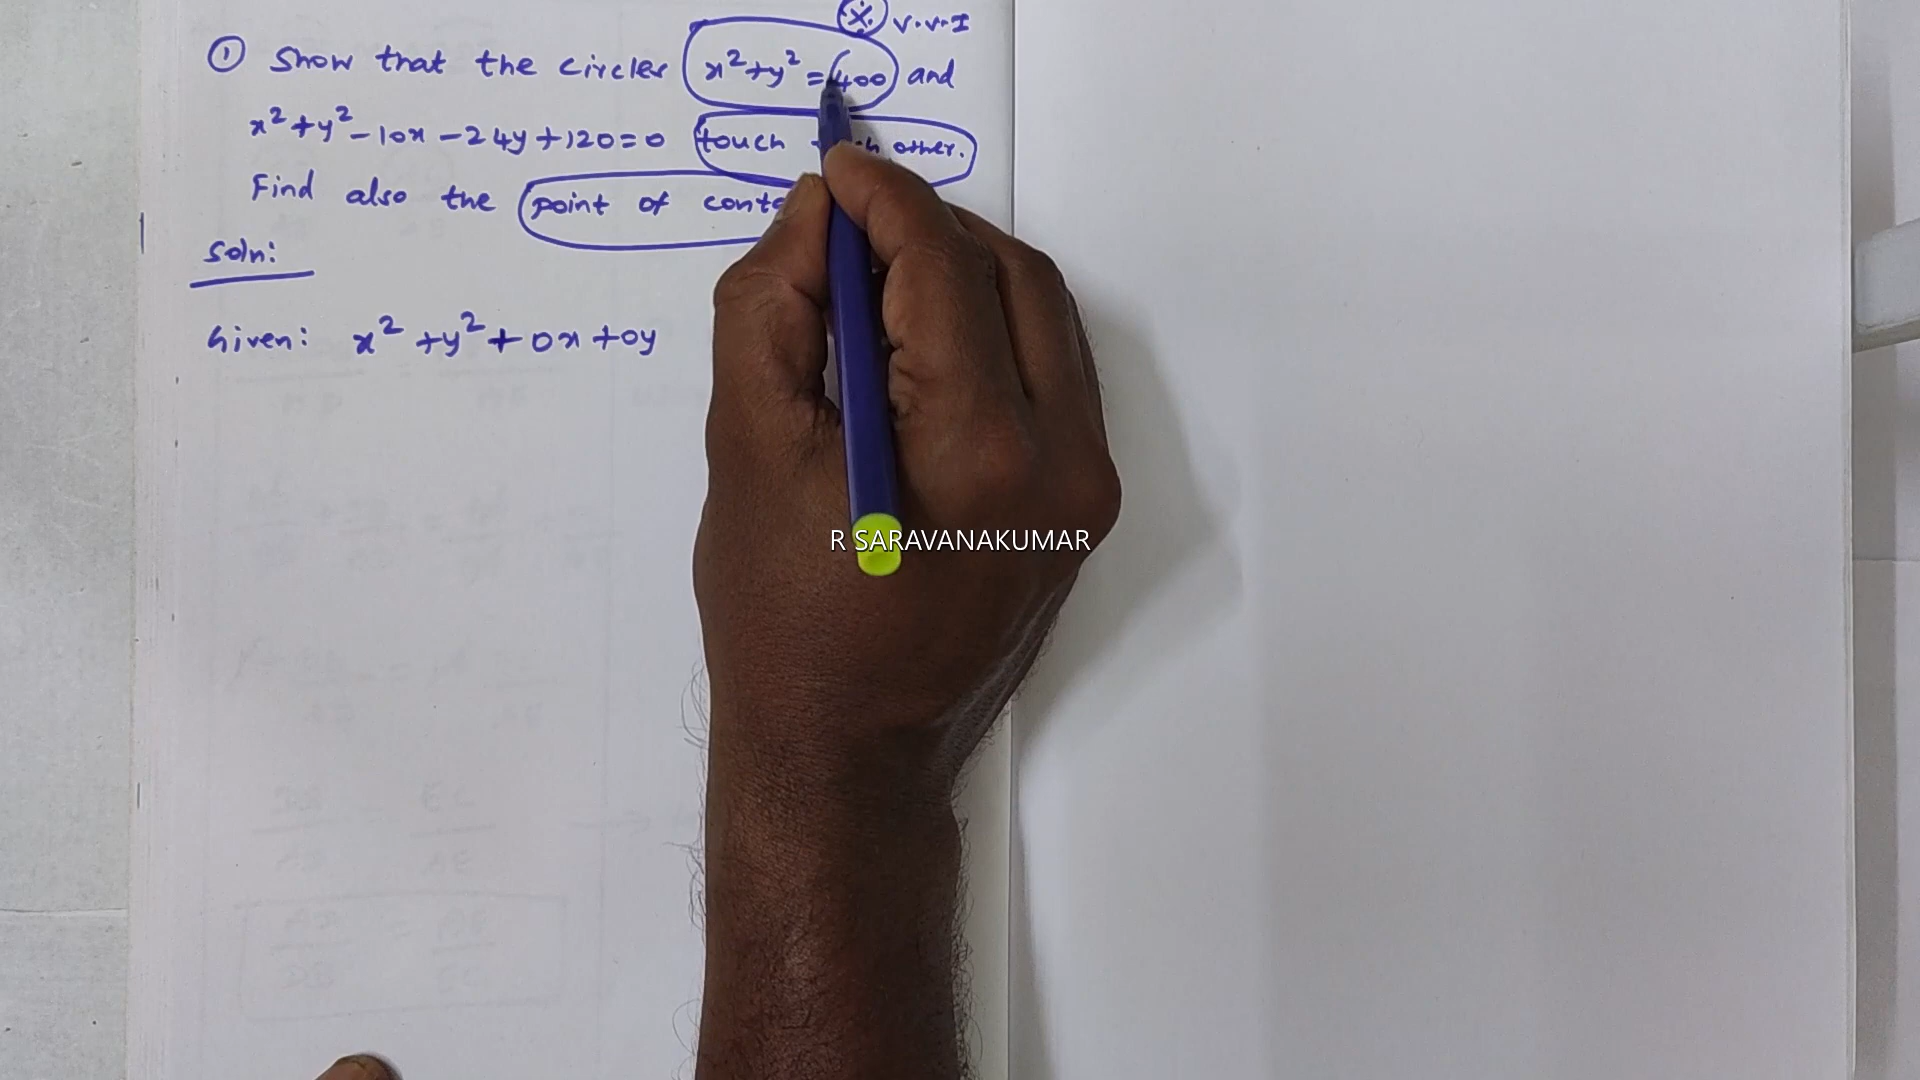 V.V.I
① Show that the circles x²+y²=400 and
x²+y²-10x-24y+120=0 touch other.
Find also the point of
Soln:
Given: x²+y²+0x+0y
R SARAVANAKUMAR